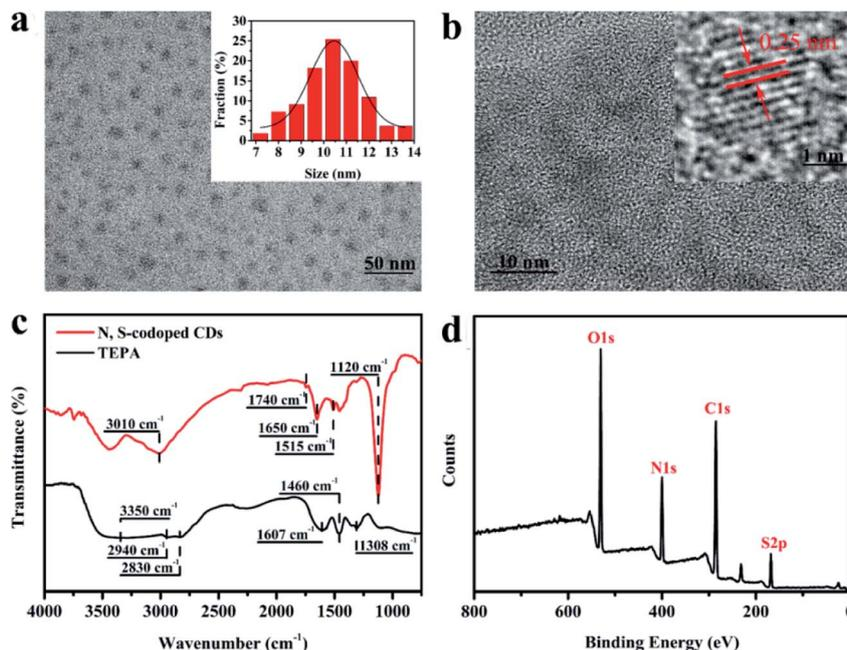 a
30
25
20
15
10
5
0
Fraction (%)
7 8 9 10 11 12 13 14
Size (nm)
50 nm
b
0.25 nm
1 nm
10 nm
c
N, S-codoped CDs
TEPA
1120 cm-1
1740 cm-1
3010 cm-1
1650 cm-1
1515 cm-1
1460 cm-1
3350 cm-1
2940 cm-1
2830 cm-1
1607 cm-1
1308 cm-1
Transmittance (%)
4000 3500 3000 2500 2000 1500 1000
Wavenumber (cm-1)
d
O1s
C1s
N1s
S2p
Counts
800 600 400 200 0
Binding Energy (eV)